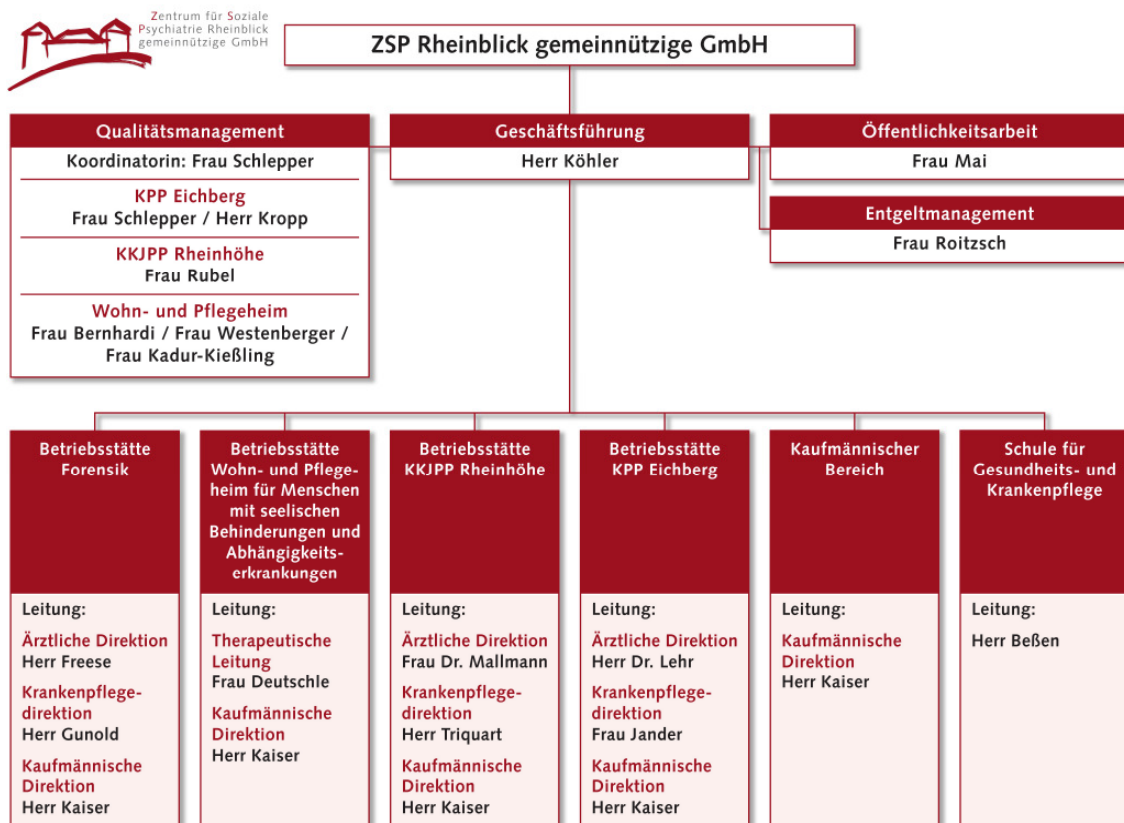 Zentrum für Soziale
Psychiatrie Rheinblick
gemeinnützige GmbH
ZSP Rheinblick gemeinnützige GmbH
Qualitätsmanagement
Koordinatorin: Frau Schlepper
KPP Eichberg
Frau Schlepper / Herr Kropp
KKJPP Rheinhöhe
Frau Rubel
Wohn- und Pflegeheim
Frau Bernhardi / Frau Westenberger /
Frau Kadur-Kießling
Geschäftsführung
Herr Köhler
Öffentlichkeitsarbeit
Frau Mai
Entgeltmanagement
Frau Roitzsch
Betriebsstätte
Forensik
Leitung:
Ärztliche Direktion
Herr Freese
Krankenpflege-
direktion
Herr Gunold
Kaufmännische
Direktion
Herr Kaiser
Betriebsstätte
Wohn- und Pflege-
heim für Menschen
mit seelischen
Behinderungen und
Abhängigkeits-
erkrankungen
Leitung:
Therapeutische
Leitung
Frau Deutschle
Kaufmännische
Direktion
Herr Kaiser
Betriebsstätte
KKJPP Rheinhöhe
Leitung:
Ärztliche Direktion
Frau Dr. Mallmann
Krankenpflege-
direktion
Herr Triquart
Kaufmännische
Direktion
Herr Kaiser
Betriebsstätte
KPP Eichberg
Leitung:
Ärztliche Direktion
Herr Dr. Lehr
Krankenpflege-
direktion
Frau Jander
Kaufmännische
Direktion
Herr Kaiser
Kaufmännischer
Bereich
Leitung:
Kaufmännische
Direktion
Herr Kaiser
Schule für
Gesundheits- und
Krankenpflege
Leitung:
Herr Beßen